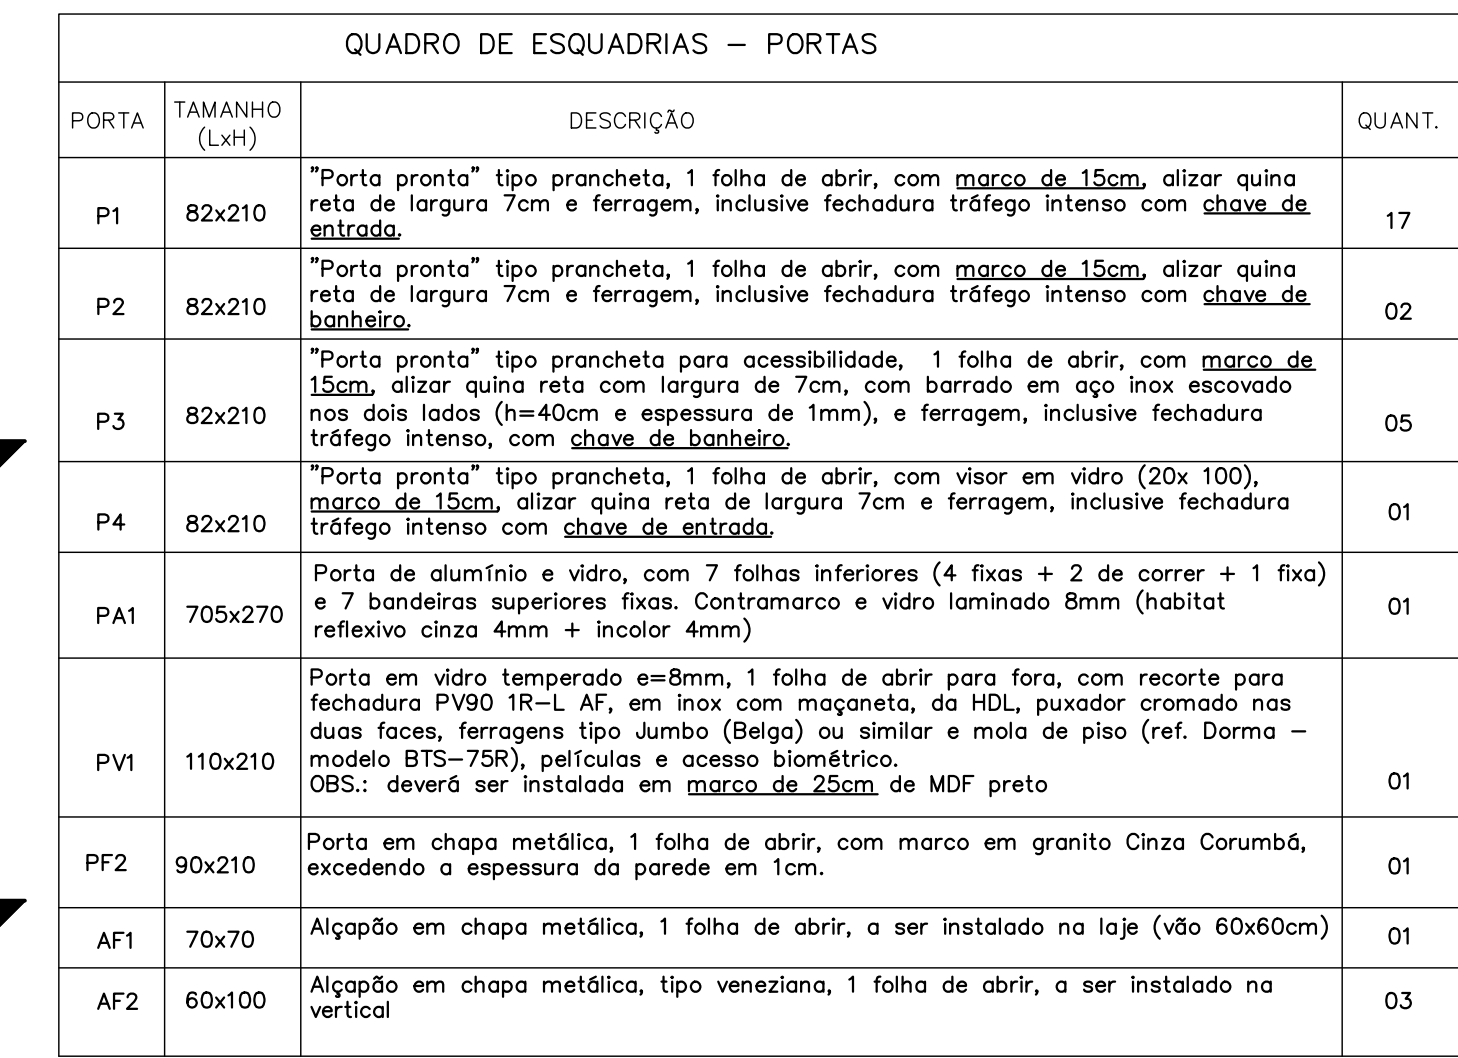 QUADRO DE ESQUADRIAS – PORTAS
PORTA
TAMANHO
(LxH)
DESCRIÇÃO
QUANT.
P1
82x210
"Porta pronta" tipo prancheta, 1 folha de abrir, com marco de 15cm, alizar quina
reta de largura 7cm e ferragem, inclusive fechadura tráfego intenso com chave de
entrada.
17
P2
82x210
"Porta pronta" tipo prancheta, 1 folha de abrir, com marco de 15cm, alizar quina
reta de largura 7cm e ferragem, inclusive fechadura tráfego intenso com chave de
banheiro.
02
P3
82x210
"Porta pronta" tipo prancheta para acessibilidade, 1 folha de abrir, com marco de
15cm, alizar quina reta com largura de 7cm, com barrado em aço inox escovado
nos dois lados (h=40cm e espessura de 1mm), e ferragem, inclusive fechadura
tráfego intenso, com chave de banheiro.
05
P4
82x210
"Porta pronta" tipo prancheta, 1 folha de abrir, com visor em vidro (20x 100),
marco de 15cm, alizar quina reta de largura 7cm e ferragem, inclusive fechadura
tráfego intenso com chave de entrada.
01
PA1
705x270
Porta de alumínio e vidro, com 7 folhas inferiores (4 fixas + 2 de correr + 1 fixa)
e 7 bandeiras superiores fixas. Contramarco e vidro laminado 8mm (habitat
reflexivo cinza 4mm + incolor 4mm)
01
PV1
110x210
Porta em vidro temperado e=8mm, 1 folha de abrir para fora, com recorte para
fechadura PV90 1R–L AF, em inox com maçaneta, da HDL, puxador cromado nas
duas faces, ferragens tipo Jumbo (Belga) ou similar e mola de piso (ref. Dorma –
modelo BTS–75R), películas e acesso biométrico.
OBS.: deverá ser instalada em marco de 25cm de MDF preto
01
PF2
90x210
Porta em chapa metálica, 1 folha de abrir, com marco em granito Cinza Corumbá,
excedendo a espessura da parede em 1cm.
01
AF1
70x70
Alçapão em chapa metálica, 1 folha de abrir, a ser instalado na laje (vão 60x60cm)
01
AF2
60x100
Alçapão em chapa metálica, tipo veneziana, 1 folha de abrir, a ser instalado na
vertical
03